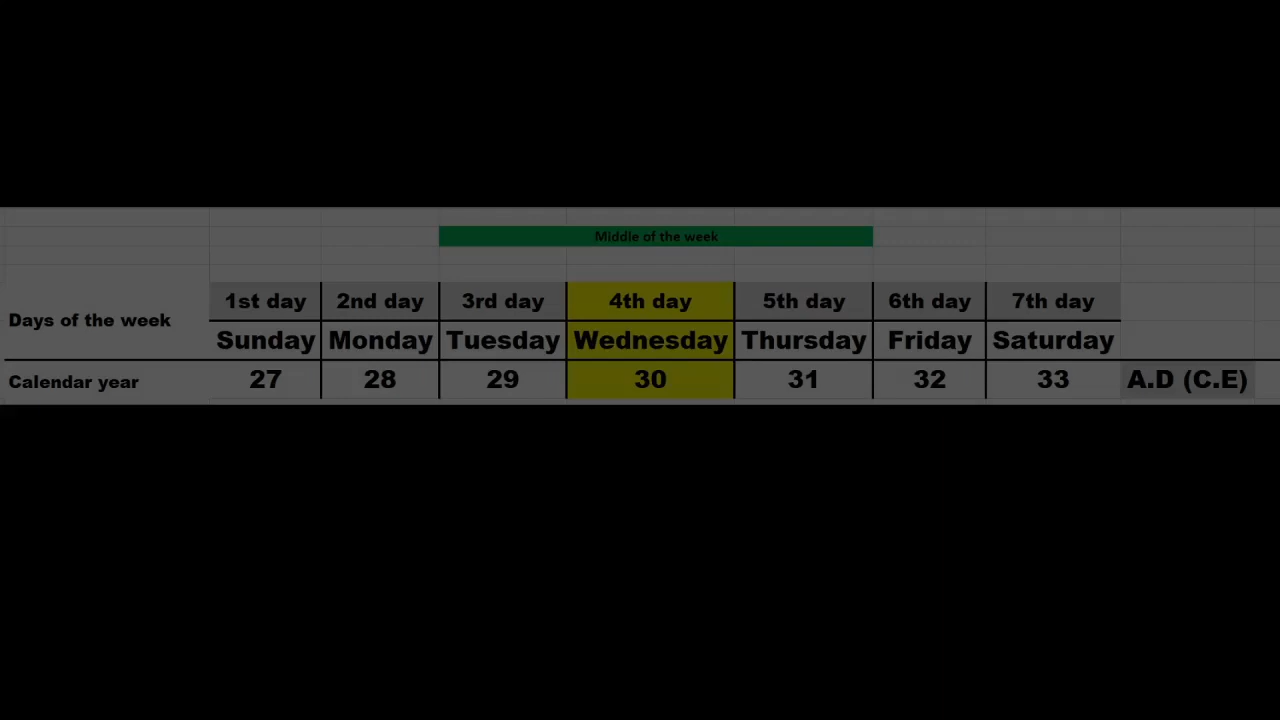 Middle of the week
Days of the week
1st day 2nd day 3rd day 4th day 5th day 6th day 7th day
Sunday Monday Tuesday Wednesday Thursday Friday Saturday
Calendar year 27 28 29 30 31 32 33 A.D (C.E)